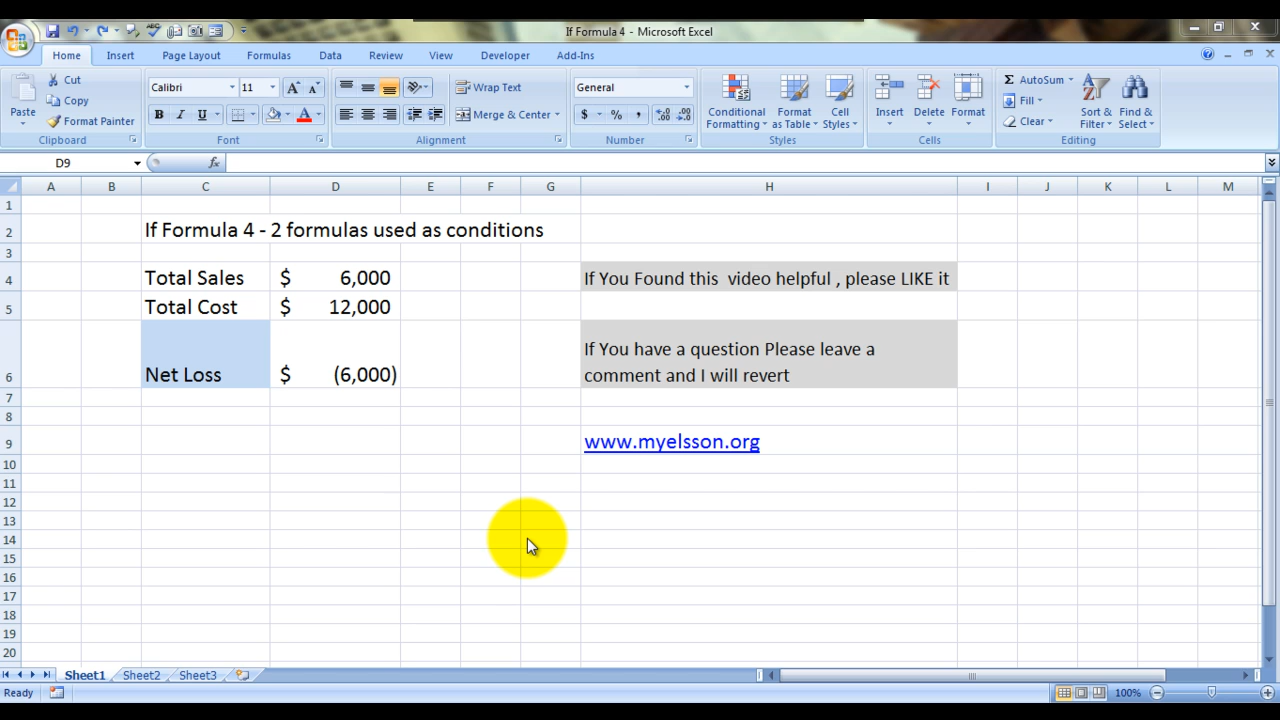 If Formula 4 - Microsoft Excel
Home Insert Page Layout Formulas Data Review View Developer Add-Ins
Paste
Cut
Copy
Format Painter
Clipboard
Calibri 11
B I U
Font
Wrap Text
Merge & Center
Alignment
General
$ % ,
Number
Conditional Formatting
Format as Table
Cell Styles
Styles
Insert Delete Format
Cells
AutoSum
Fill
Clear
Sort & Filter
Find & Select
Editing
D9 fx
A B C D E F G H I J K L M
1
2 If Formula 4 - 2 formulas used as conditions
3
4 Total Sales $ 6,000 If You Found this video helpful , please LIKE it
5 Total Cost $ 12,000
If You have a question Please leave a
6 Net Loss $ (6,000) comment and I will revert
7
8
9 www.myelsson.org
10
11
12
13
14
15
16
17
18
19
20
Sheet1 Sheet2 Sheet3
Ready 100%